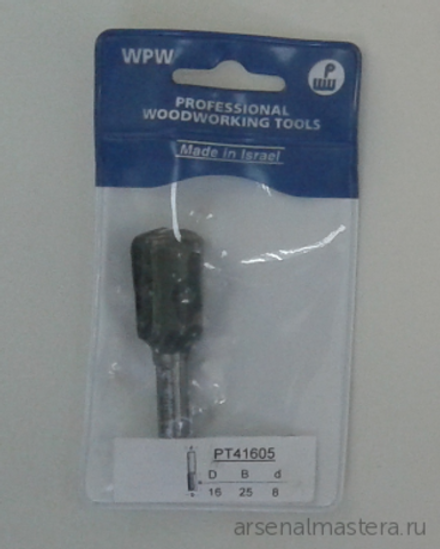 WPW
PROFESSIONAL
WOODWORKING TOOLS
Made in Israel
PT41605
D B d
16 25 8
arsenalmastera.ru